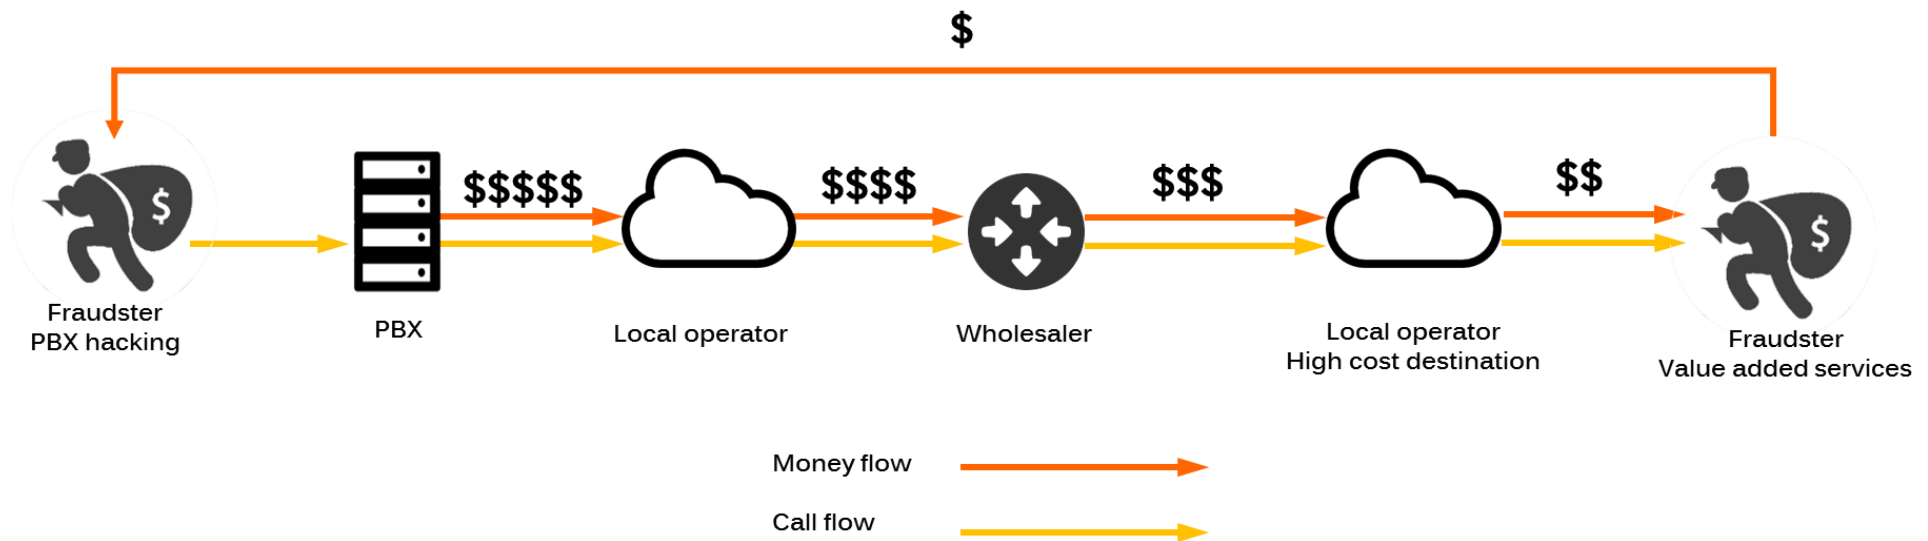 $
$$$$$
$$$$
$$$
$$
$
$
Fraudster
PBX hacking
PBX
Local operator
Wholesaler
Local operator
High cost destination
Fraudster
Value added services
Money flow
Call flow